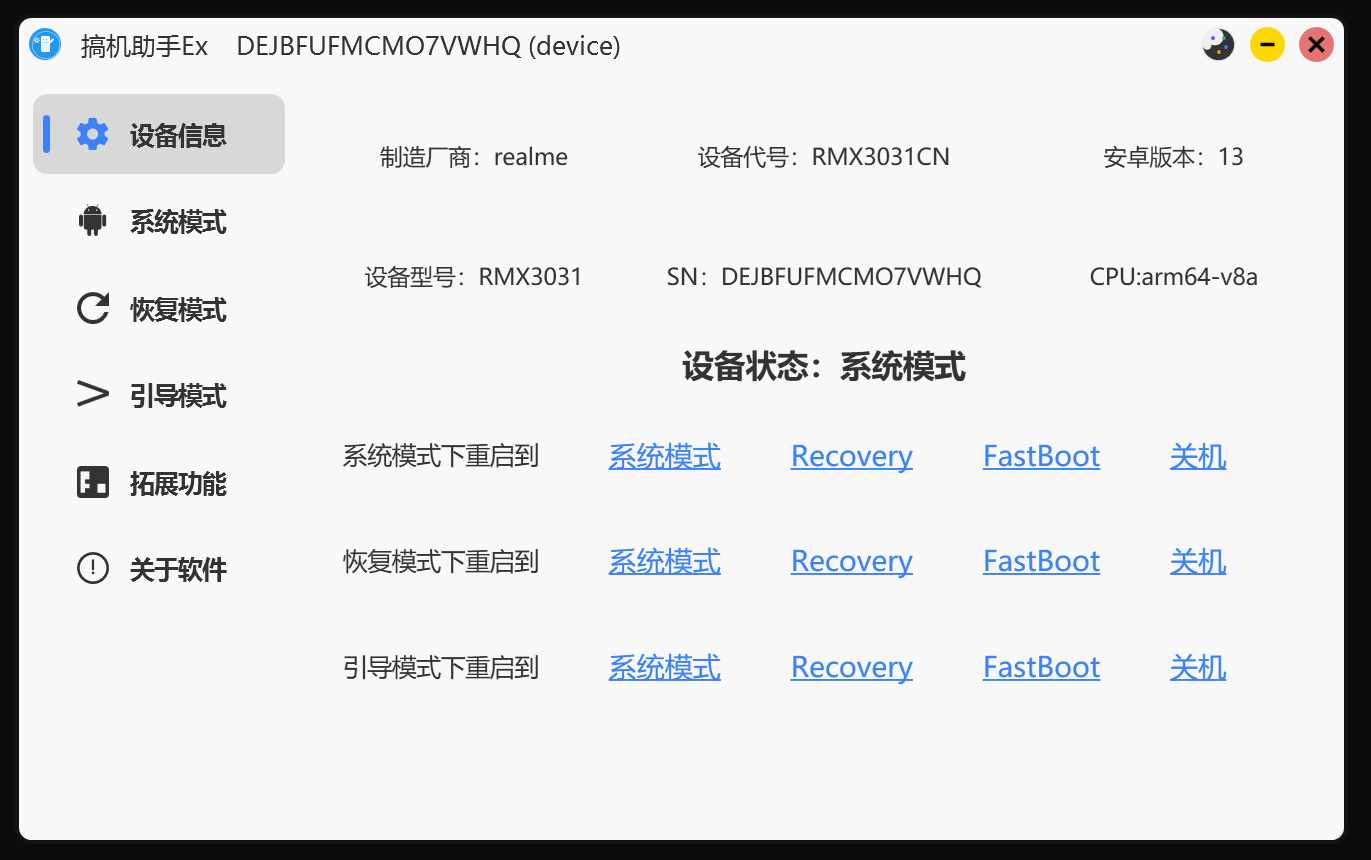 搞机助手Ex DEJBFUFMCMO7VWHQ (device)
设备信息
系统模式
恢复模式
引导模式
拓展功能
关于软件
制造厂商：realme 设备代号：RMX3031CN 安卓版本：13
设备型号：RMX3031 SN：DEJBFUFMCMO7VWHQ CPU:arm64-v8a
设备状态：系统模式
系统模式下重启到 系统模式 Recovery FastBoot 关机
恢复模式下重启到 系统模式 Recovery FastBoot 关机
引导模式下重启到 系统模式 Recovery FastBoot 关机